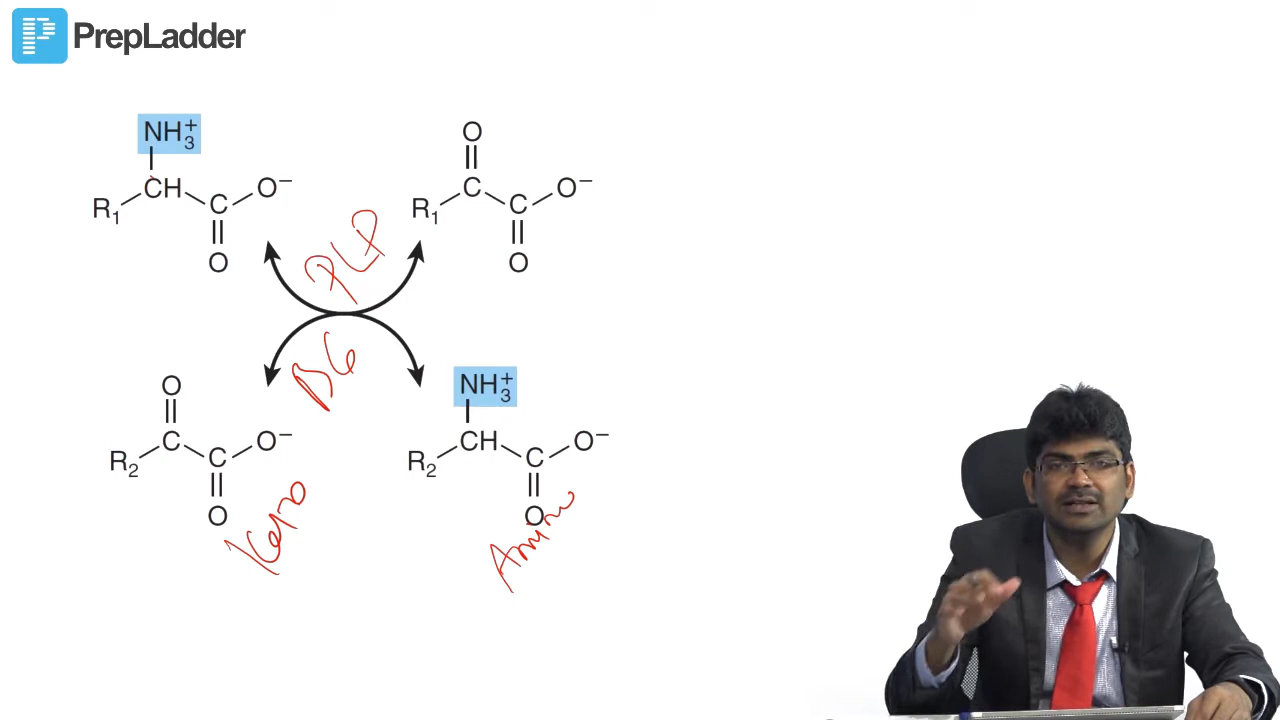 PrepLadder
NH3+
R1 CH C O−
O
O
R1 C C O−
O
PLP
B6
O
R2 C C O−
O
Keto
NH3+
R2 CH C O−
O
Amino